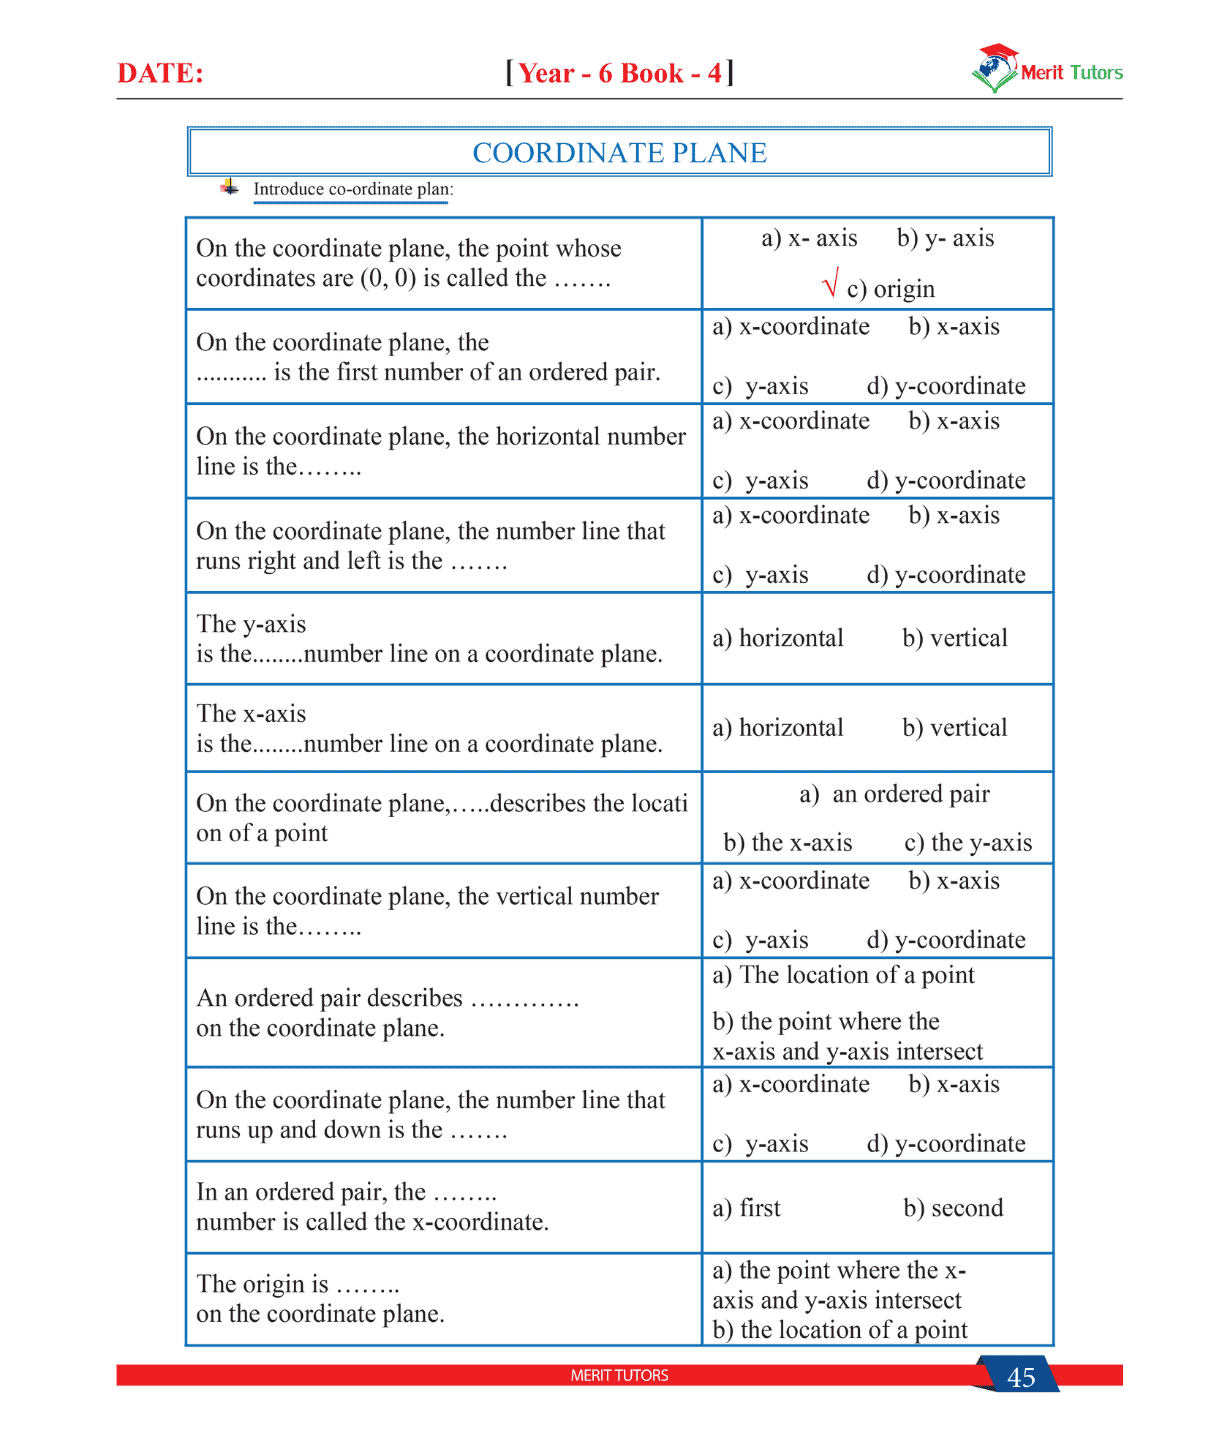 DATE:
[Year - 6 Book - 4]
Merit Tutors
COORDINATE PLANE
Introduce co-ordinate plan:
On the coordinate plane, the point whose
coordinates are (0, 0) is called the …….
a) x- axis b) y- axis
√ c) origin
On the coordinate plane, the
........... is the first number of an ordered pair.
a) x-coordinate b) x-axis
c) y-axis d) y-coordinate
On the coordinate plane, the horizontal number
line is the……..
a) x-coordinate b) x-axis
c) y-axis d) y-coordinate
On the coordinate plane, the number line that
runs right and left is the …….
a) x-coordinate b) x-axis
c) y-axis d) y-coordinate
The y-axis
is the........number line on a coordinate plane.
a) horizontal b) vertical
The x-axis
is the........number line on a coordinate plane.
a) horizontal b) vertical
On the coordinate plane,…..describes the locati
on of a point
a) an ordered pair
b) the x-axis c) the y-axis
On the coordinate plane, the vertical number
line is the……..
a) x-coordinate b) x-axis
c) y-axis d) y-coordinate
An ordered pair describes ………….
on the coordinate plane.
a) The location of a point
b) the point where the
x-axis and y-axis intersect
On the coordinate plane, the number line that
runs up and down is the …….
a) x-coordinate b) x-axis
c) y-axis d) y-coordinate
In an ordered pair, the ……..
number is called the x-coordinate.
a) first b) second
The origin is ……..
on the coordinate plane.
a) the point where the x-
axis and y-axis intersect
b) the location of a point
MERIT TUTORS
45